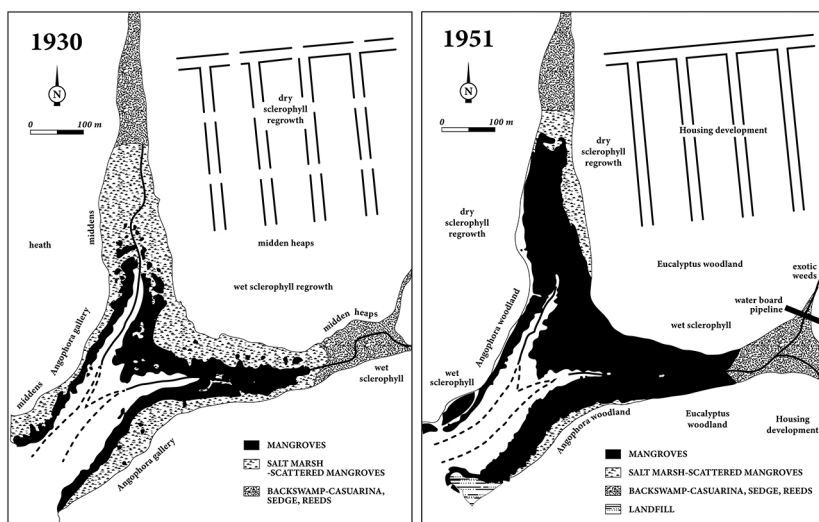 1930
N
0 100 m
dry
sclerophyll
regrowth
heath
middens
midden heaps
wet sclerophyll regrowth
Angophora gallery
midden heaps
middens
wet
sclerophyll
Angophora gallery
MANGROVES
SALT MARSH
-SCATTERED MANGROVES
BACKSWAMP-CASUARINA,
SEDGE, REEDS
1951
N
0 100 m
Housing development
dry
sclerophyll
regrowth
dry
sclerophyll
regrowth
Eucalyptus woodland
exotic
weeds
water board
pipeline
Angophora woodland
wet sclerophyll
wet
sclerophyll
Angophora woodland
Eucalyptus
woodland
Housing
development
MANGROVES
SALT MARSH-SCATTERED MANGROVES
BACKSWAMP-CASUARINA, SEDGE, REEDS
LANDFILL